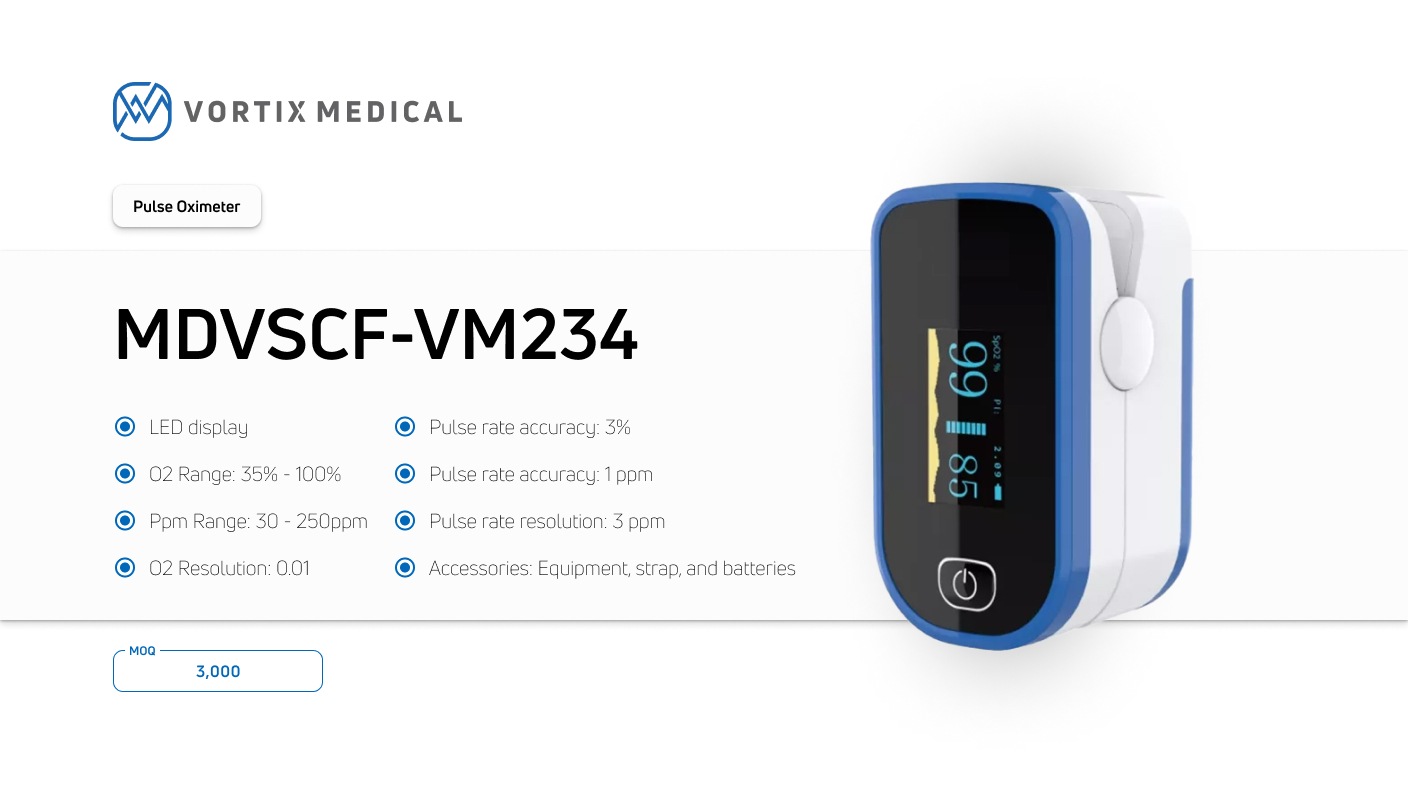 VORTIX MEDICAL
Pulse Oximeter
MDVSCF-VM234
LED display
O2 Range: 35% - 100%
Ppm Range: 30 - 250ppm
O2 Resolution: 0.01
Pulse rate accuracy: 3%
Pulse rate accuracy: 1 ppm
Pulse rate resolution: 3 ppm
Accessories: Equipment, strap, and batteries
MOQ
3,000
SpO2 %
99
2.09
85